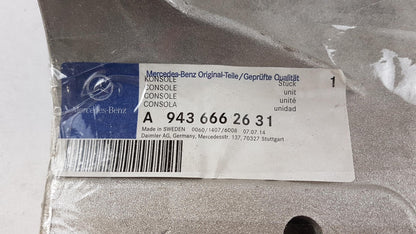 Mercedes-Benz
Mercedes-Benz Original-Teile/Geprüfte Qualität
KONSOLE Stück 1
CONSOLE unit
CONSOLE unité
CONSOLA unidad
A 943 666 26 31
Made in SWEDEN 0060/1407/6008 07.07.14
Daimler AG, Germany, Mercedesstr. 137, 70327 Stuttgart